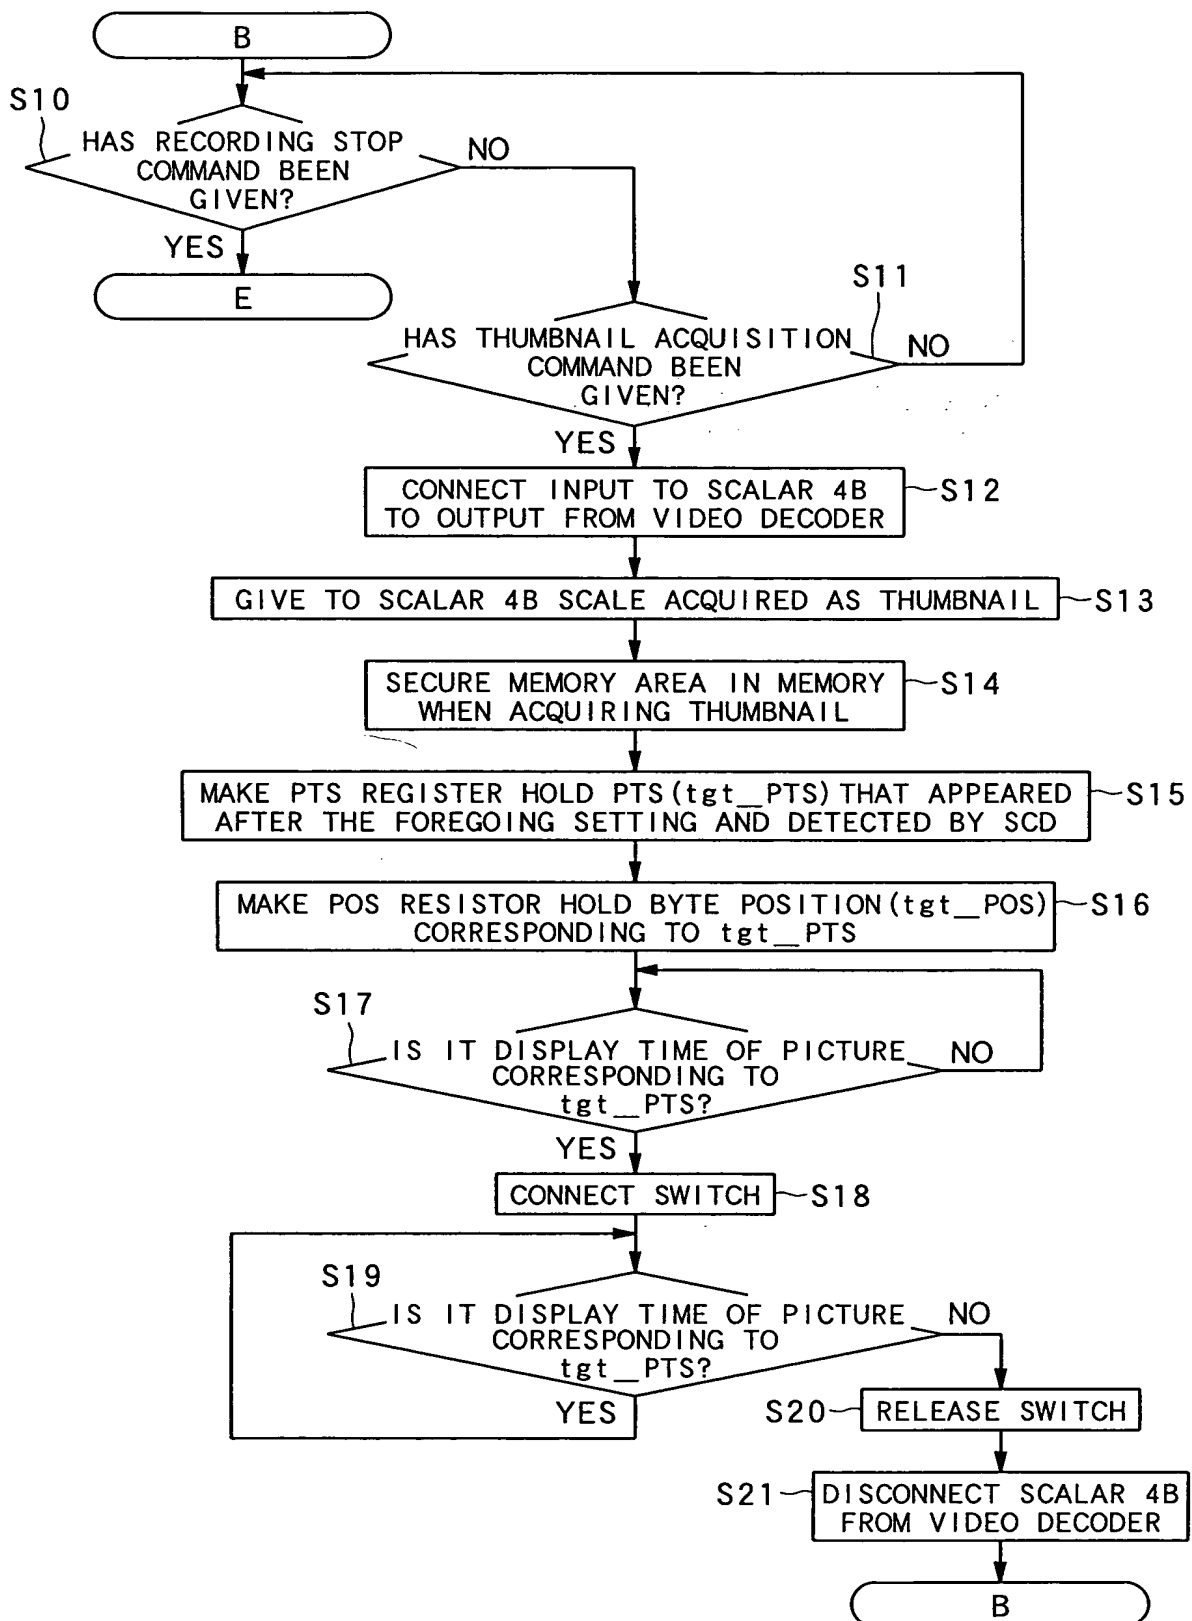 B
S10
HAS RECORDING STOP
COMMAND BEEN
GIVEN?
NO
YES
E
S11
HAS THUMBNAIL ACQUISITION
COMMAND BEEN
GIVEN?
NO
YES
CONNECT INPUT TO SCALAR 4B
TO OUTPUT FROM VIDEO DECODER
S12
GIVE TO SCALAR 4B SCALE ACQUIRED AS THUMBNAIL
S13
SECURE MEMORY AREA IN MEMORY
WHEN ACQUIRING THUMBNAIL
S14
MAKE PTS REGISTER HOLD PTS(tgt__PTS) THAT APPEARED
AFTER THE FOREGOING SETTING AND DETECTED BY SCD
S15
MAKE POS RESISTOR HOLD BYTE POSITION(tgt__POS)
CORRESPONDING TO tgt__PTS
S16
S17
IS IT DISPLAY TIME OF PICTURE
CORRESPONDING TO
tgt__PTS?
NO
YES
CONNECT SWITCH
S18
S19
IS IT DISPLAY TIME OF PICTURE
CORRESPONDING TO
tgt__PTS?
NO
YES
S20
RELEASE SWITCH
S21
DISCONNECT SCALAR 4B
FROM VIDEO DECODER
B